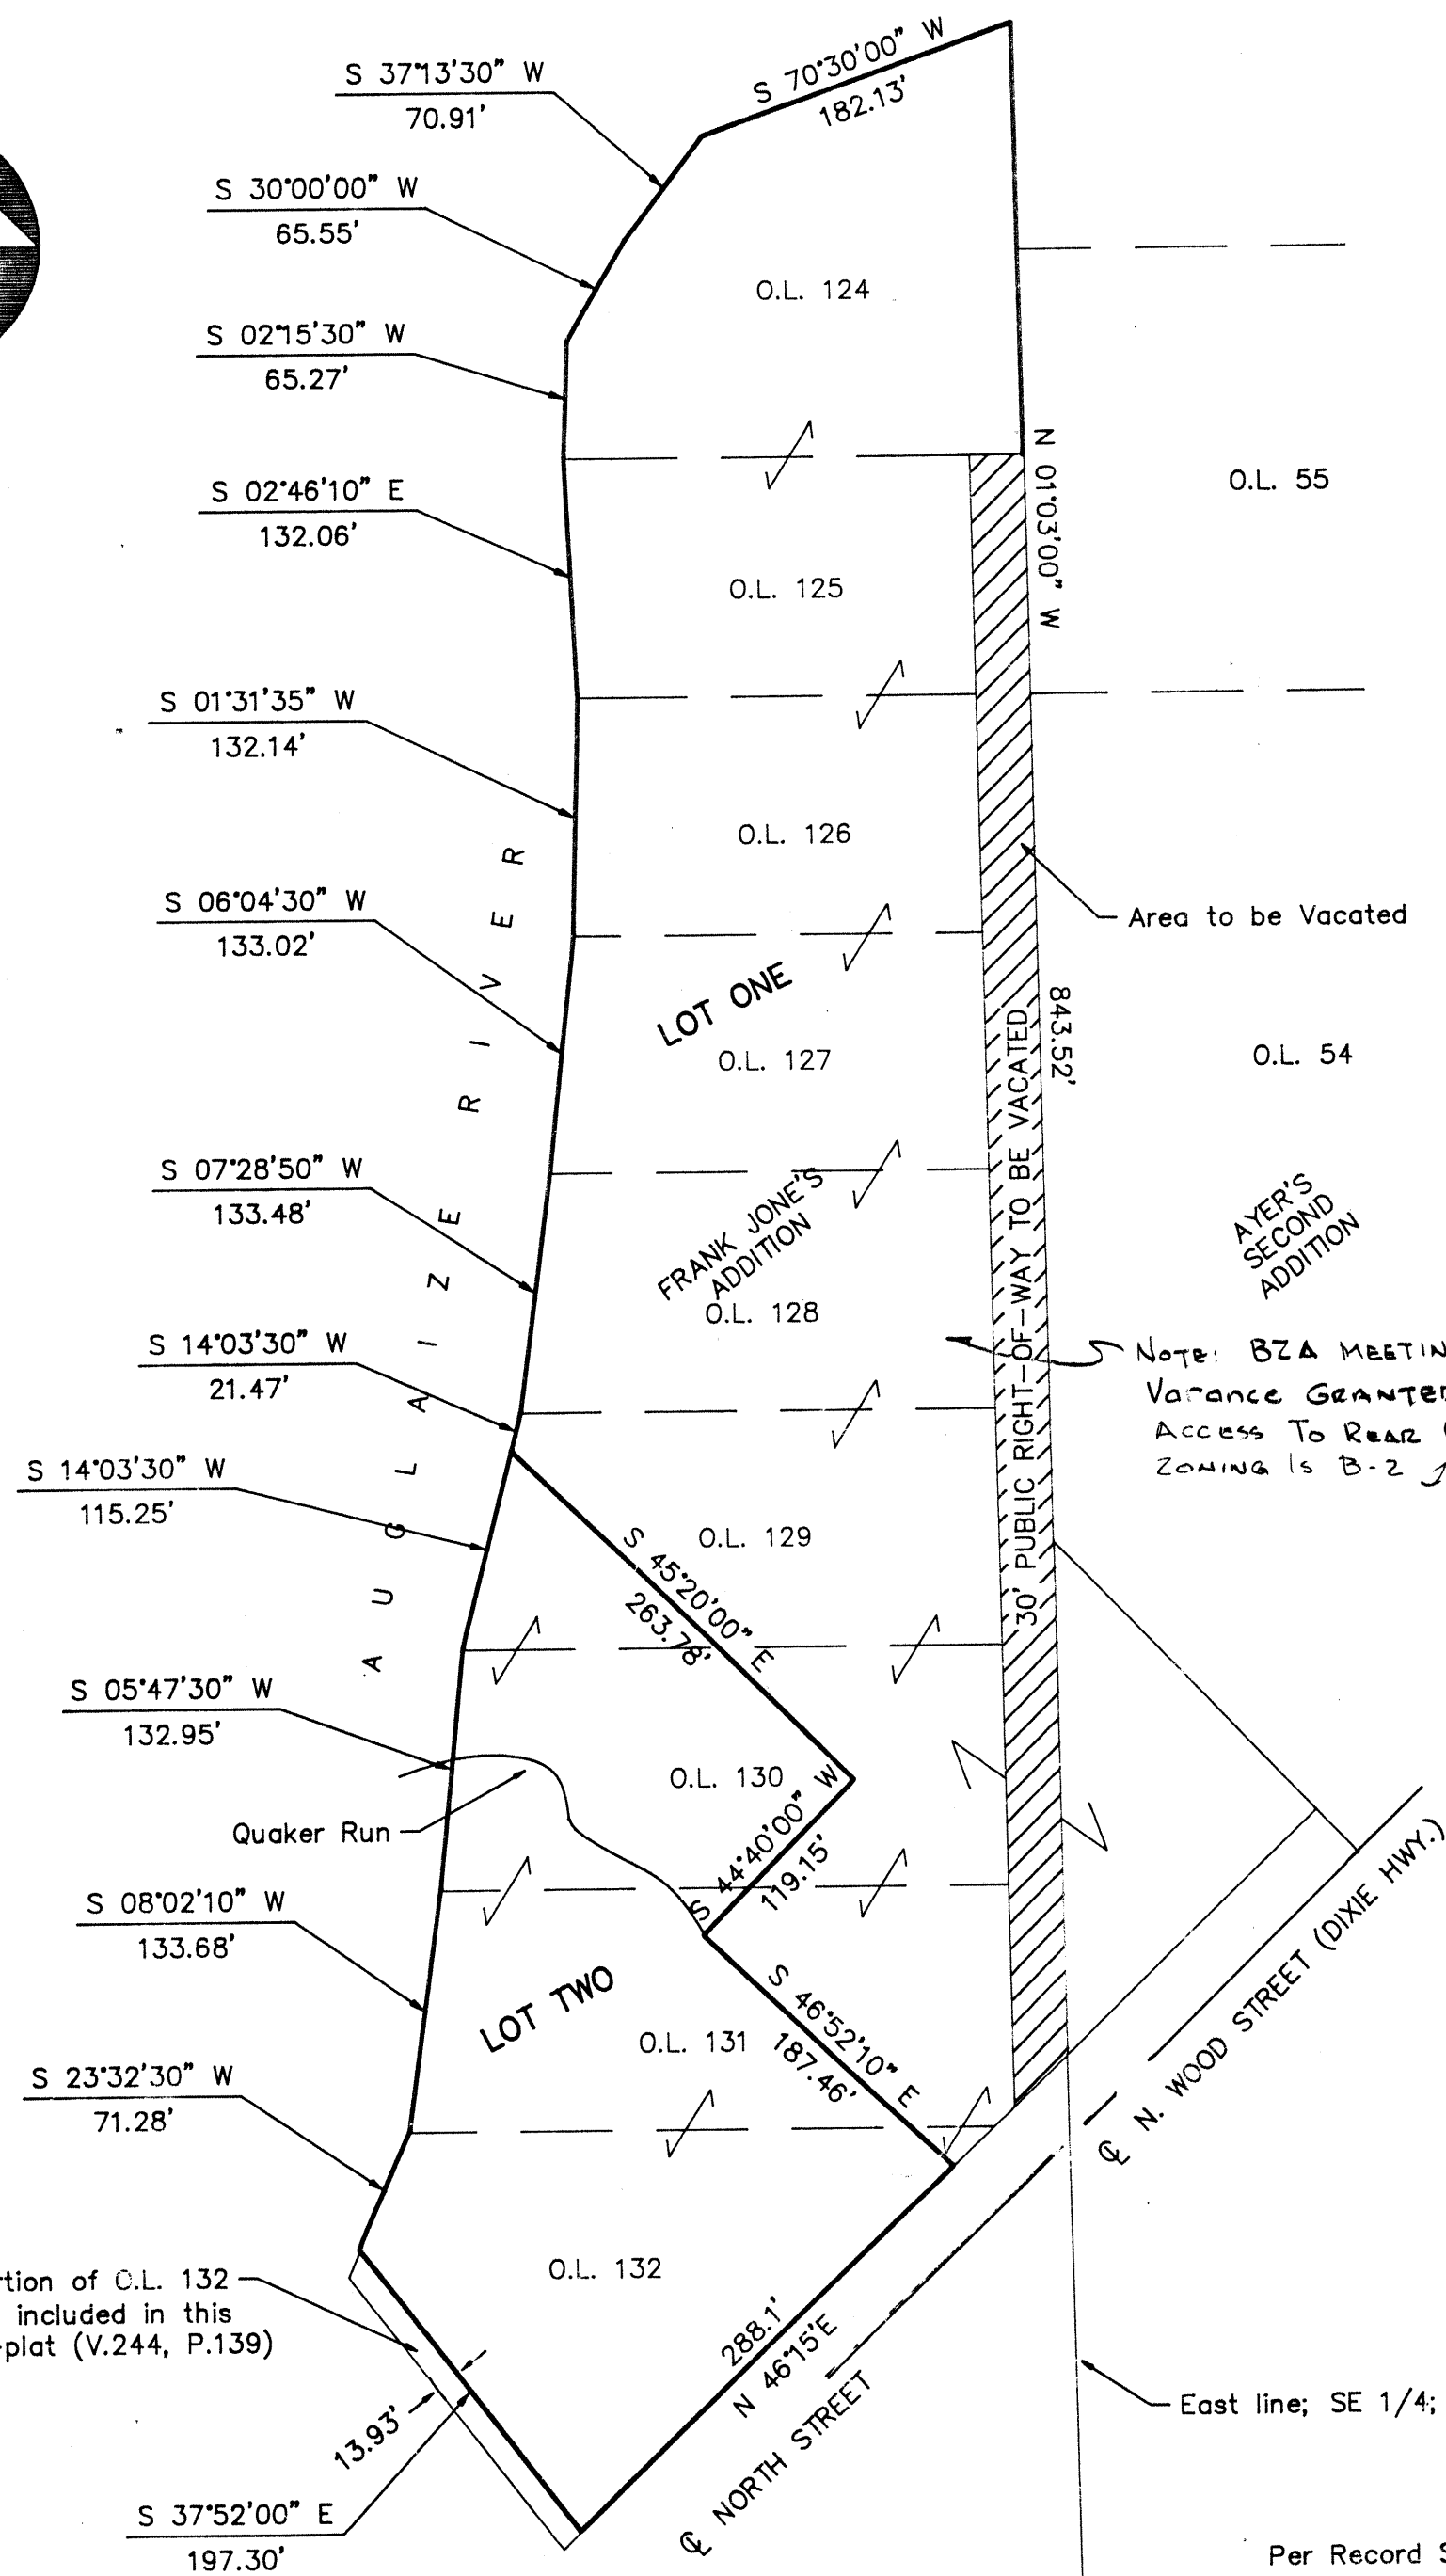 S 70°30'00" W
182.13'
S 37°13'30" W
70.91'
S 30°00'00" W
65.55'
O.L. 124
S 02°15'30" W
65.27'
N 01°03'00" W
843.52'
O.L. 55
S 02°46'10" E
132.06'
O.L. 125
S 01°31'35" W
132.14'
O.L. 126
S 06°04'30" W
133.02'
Area to be Vacated
LOT ONE
O.L. 127
O.L. 54
AUGLAIZE RIVER
30' PUBLIC RIGHT-OF-WAY TO BE VACATED
S 07°28'50" W
133.48'
FRANK JONE'S
ADDITION
AYER'S
SECOND
ADDITION
O.L. 128
S 14°03'30" W
21.47'
NOTE: BZA MEETIN
Varance GRANTED
ACCESS TO REAR
ZONING IS B-2
S 14°03'30" W
115.25'
O.L. 129
S 45°20'00" E
263.78'
S 05°47'30" W
132.95'
O.L. 130
Quaker Run
S 44°40'00" W
119.15'
S 08°02'10" W
133.68'
LOT TWO
O.L. 131
S 46°52'10" E
187.46'
℄ N. WOOD STREET (DIXIE HWY.)
S 23°32'30" W
71.28'
O.L. 132
rtion of O.L. 132
included in this
-plat (V.244, P.139)
288.1'
N 46°15'E
℄ NORTH STREET
East line; SE 1/4;
13.93'
S 37°52'00" E
197.30'
Per Record S